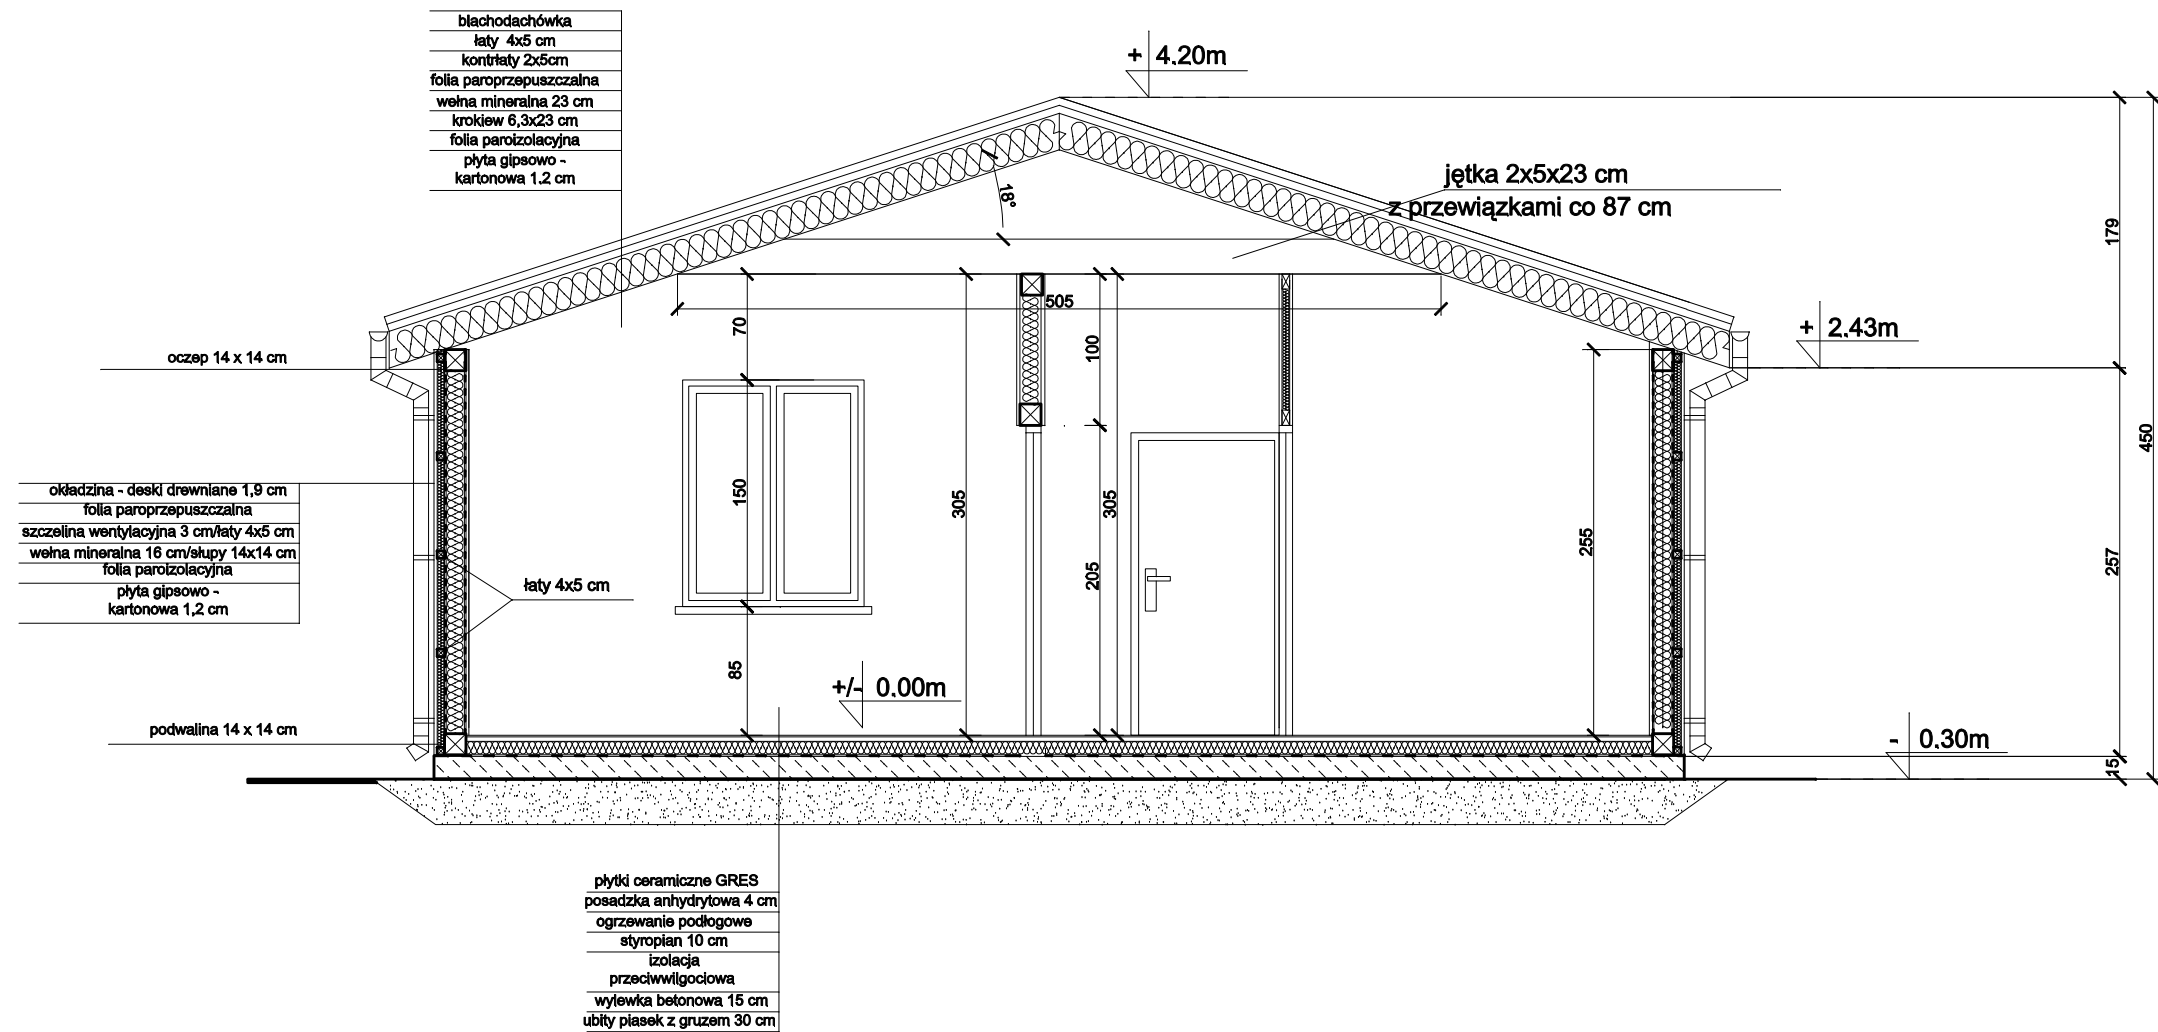 blachodachówka
łaty 4x5 cm
kontrłaty 2x5cm
folia paroprzepuszczalna
wełna mineralna 23 cm
krokiew 6,3x23 cm
folia paroizolacyjna
płyta gipsowo -
kartonowa 1,2 cm
+ 4.20m
jętka 2x5x23 cm
z przewiązkami co 87 cm
18°
179
450
505
+ 2,43m
70
100
oczep 14 x 14 cm
okładzina - deski drewniane 1,9 cm
folia paroprzepuszczalna
szczelina wentylacyjna 3 cm/łaty 4x5 cm
wełna mineralna 16 cm/słupy 14x14 cm
folia paroizolacyjna
płyta gipsowo -
kartonowa 1,2 cm
łaty 4x5 cm
150
305
305
205
255
257
85
+/- 0.00m
podwalina 14 x 14 cm
- 0.30m
15
płytki ceramiczne GRES
posadzka anhydrytowa 4 cm
ogrzewanie podłogowe
styropian 10 cm
izolacja
przeciwwilgociowa
wylewka betonowa 15 cm
ubity piasek z gruzem 30 cm